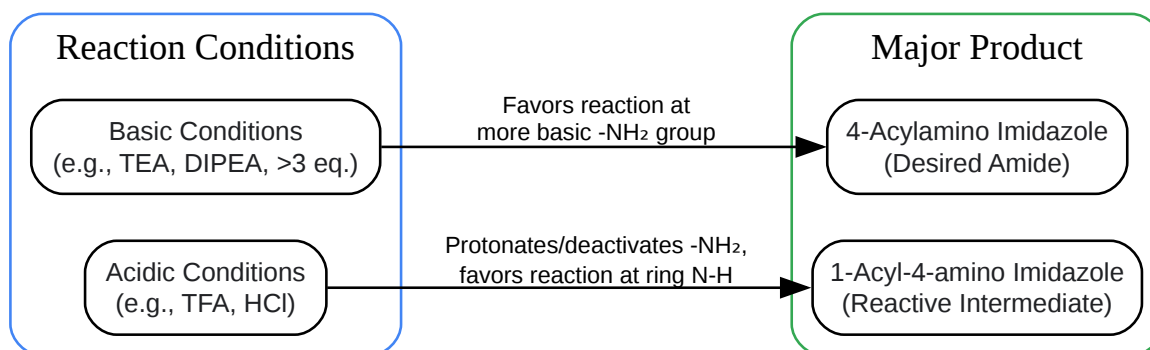 Reaction Conditions
Major Product
Basic Conditions
(e.g., TEA, DIPEA, >3 eq.)
Favors reaction at
more basic -NH₂ group
4-Acylamino Imidazole
(Desired Amide)
Acidic Conditions
(e.g., TFA, HCl)
Protonates/deactivates -NH₂,
favors reaction at ring N-H
1-Acyl-4-amino Imidazole
(Reactive Intermediate)